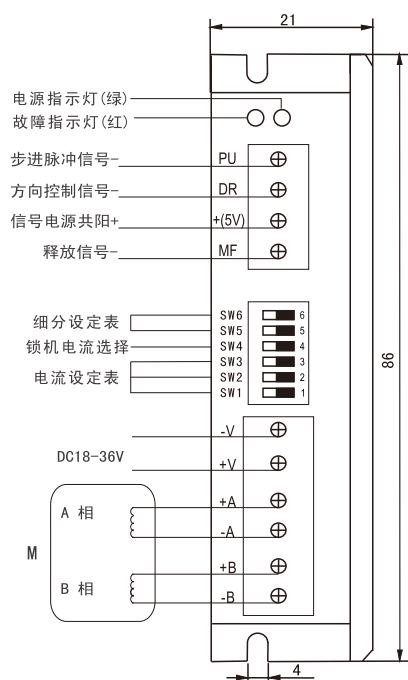 21
电源指示灯(绿)
故障指示灯(红)
步进脉冲信号- PU
方向控制信号- DR
信号电源共阳+ +(5V)
释放信号- MF
细分设定表
SW6 6
SW5 5
锁机电流选择 SW4 4
SW3 3
电流设定表 SW2 2
SW1 1
86
-V
DC18-36V
+V
A 相
+A
-A
M
B 相
+B
-B
4